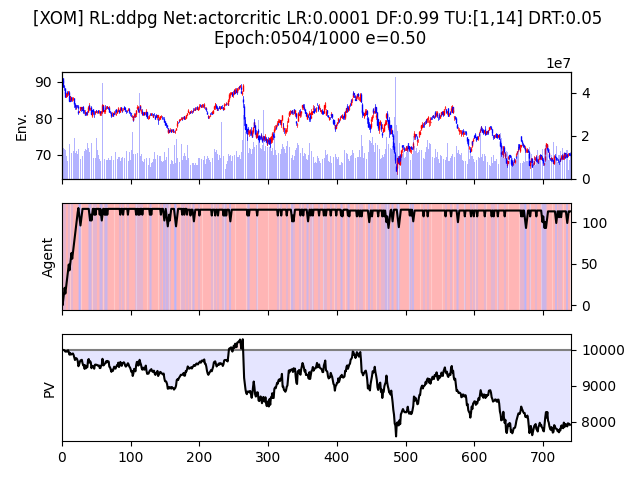 [XOM] RL:ddpg Net:actorcritic LR:0.0001 DF:0.99 TU:[1,14] DRT:0.05
Epoch:0504/1000 e=0.50
1e7
Env.
90
80
70
4
2
0
Agent
100
50
0
PV
10000
9000
8000
0 100 200 300 400 500 600 700